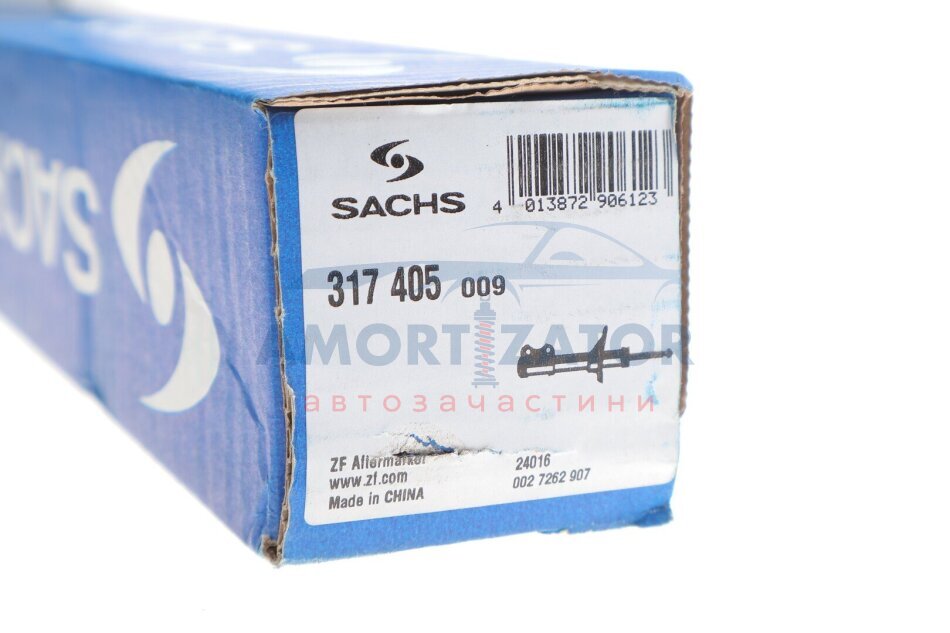 SACHS
SACHS
4 013872 906123
317 405 009
AMORTIZATOR
автозачастини
ZF Aftermarket
www.zf.com
Made in CHINA
24016
002 7262 907